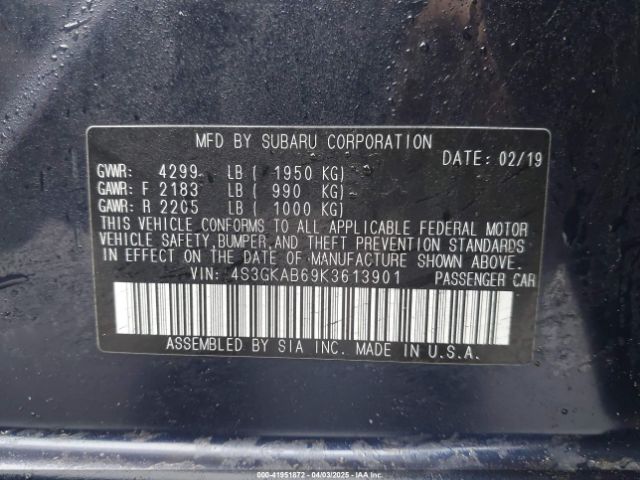 MFD BY SUBARU CORPORATION
DATE: 02/19
GVWR: 4299 LB ( 1950 KG)
GAWR: F 2183 LB ( 990 KG)
GAWR: R 2205 LB ( 1000 KG)
THIS VEHICLE CONFORMS TO ALL APPLICABLE FEDERAL MOTOR
VEHICLE SAFETY, BUMPER, AND THEFT PREVENTION STANDARDS
IN EFFECT ON THE DATE OF MANUFACTURE SHOWN ABOVE.
VIN: 4S3GKAB69K3613901 PASSENGER CAR
ASSEMBLED BY SIA INC. MADE IN U.S.A.
000-41951872 - 04/03/2025 - IAA Inc.